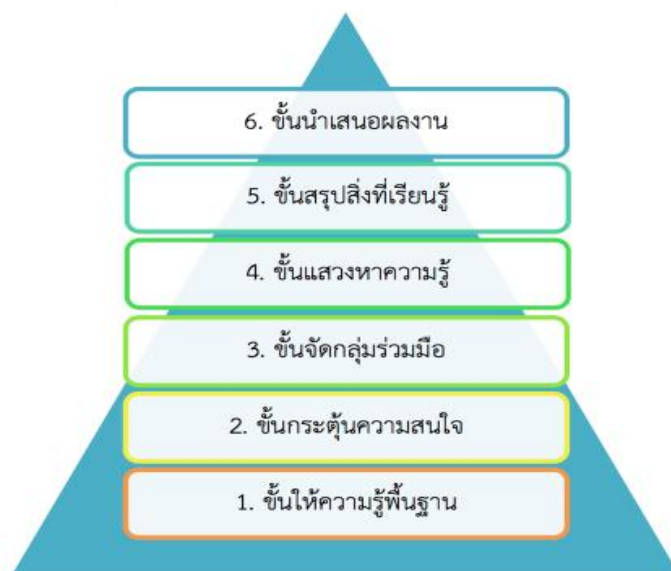 6. ขั้นนำเสนอผลงาน
5. ขั้นสรุปสิ่งที่เรียนรู้
4. ขั้นแสวงหาความรู้
3. ขั้นจัดกลุ่มร่วมมือ
2. ขั้นกระตุ้นความสนใจ
1. ขั้นให้ความรู้พื้นฐาน